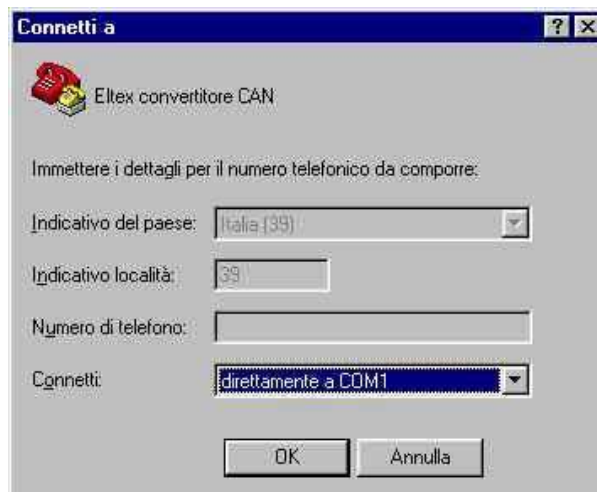 Connetti a
Eltex convertitore CAN
Immettere i dettagli per il numero telefonico da comporre:
Indicativo del paese: Italia (39)
Indicativo località: 39
Numero di telefono:
Connetti: direttamente a COM1
OK Annulla